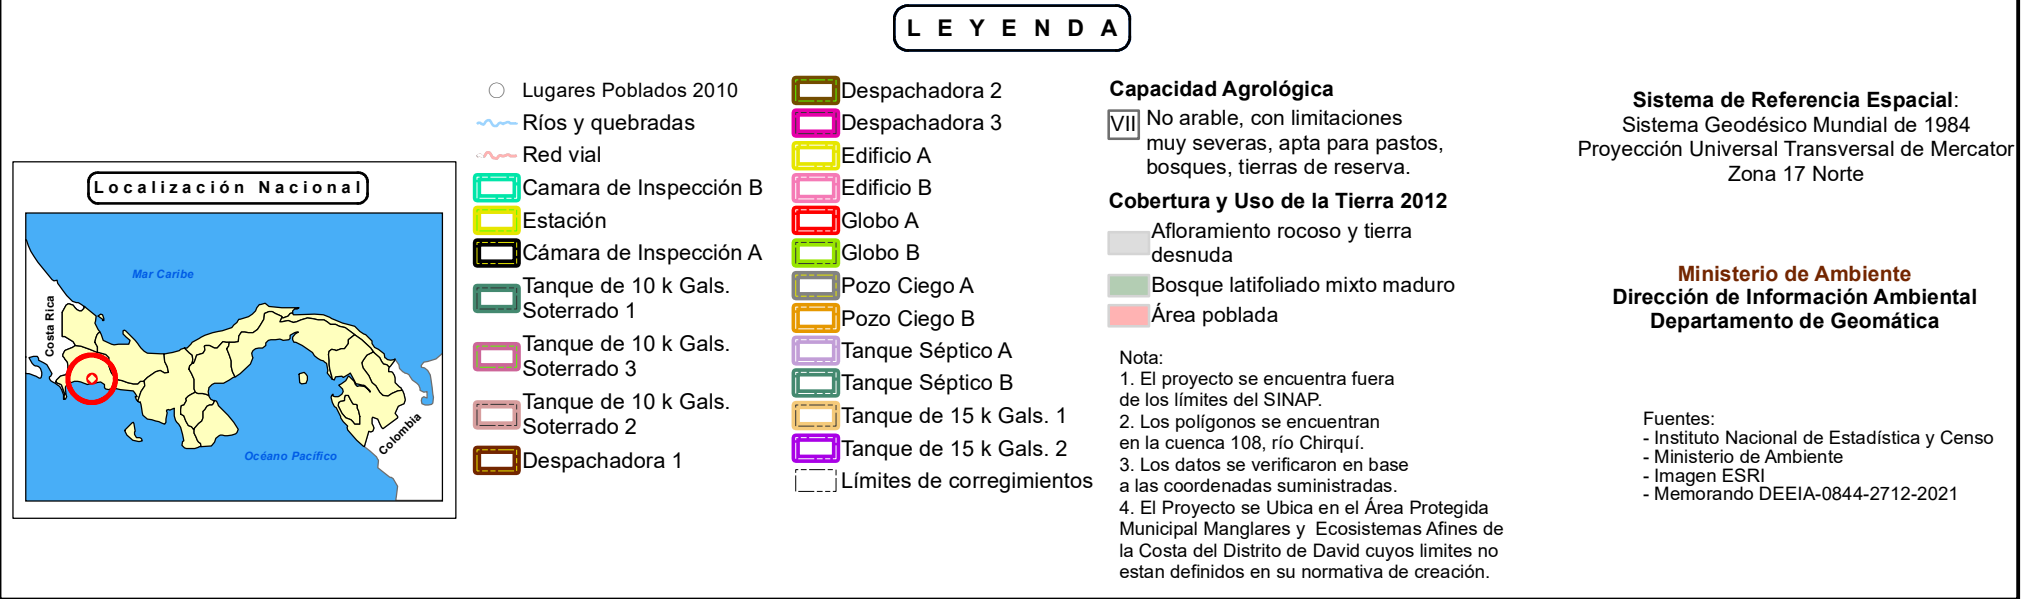 L E Y E N D A
Localización Nacional
Mar Caribe
Costa Rica
Colombia
Océano Pacífico
Lugares Poblados 2010
Ríos y quebradas
Red vial
Camara de Inspección B
Estación
Cámara de Inspección A
Tanque de 10 k Gals.
Soterrado 1
Tanque de 10 k Gals.
Soterrado 3
Tanque de 10 k Gals.
Soterrado 2
Despachadora 1
Despachadora 2
Despachadora 3
Edificio A
Edificio B
Globo A
Globo B
Pozo Ciego A
Pozo Ciego B
Tanque Séptico A
Tanque Séptico B
Tanque de 15 k Gals. 1
Tanque de 15 k Gals. 2
Límites de corregimientos
Capacidad Agrológica
VII No arable, con limitaciones
muy severas, apta para pastos,
bosques, tierras de reserva.
Cobertura y Uso de la Tierra 2012
Afloramiento rocoso y tierra
desnuda
Bosque latifoliado mixto maduro
Área poblada
Nota:
1. El proyecto se encuentra fuera
de los límites del SINAP.
2. Los polígonos se encuentran
en la cuenca 108, río Chirquí.
3. Los datos se verificaron en base
a las coordenadas suministradas.
4. El Proyecto se Ubica en el Área Protegida
Municipal Manglares y Ecosistemas Afines de
la Costa del Distrito de David cuyos limites no
estan definidos en su normativa de creación.
Sistema de Referencia Espacial:
Sistema Geodésico Mundial de 1984
Proyección Universal Transversal de Mercator
Zona 17 Norte
Ministerio de Ambiente
Dirección de Información Ambiental
Departamento de Geomática
Fuentes:
- Instituto Nacional de Estadística y Censo
- Ministerio de Ambiente
- Imagen ESRI
- Memorando DEEIA-0844-2712-2021